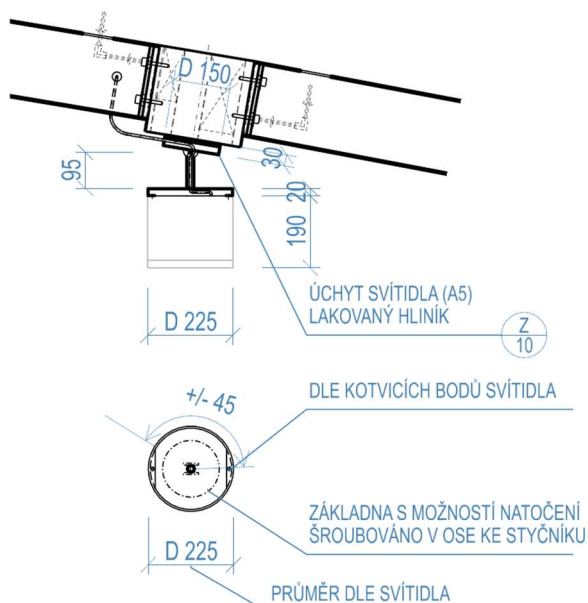 D 150
30
95
20
190
ÚCHYT SVÍTIDLA (A5)
LAKOVANÝ HLINÍK
Z
10
D 225
+/- 45
DLE KOTVICÍCH BODŮ SVÍTIDLA
ZÁKLADNA S MOŽNOSTÍ NATOČENÍ
ŠROUBOVÁNO V OSE KE STYČNÍKU
D 225
PRŮMĚR DLE SVÍTIDLA